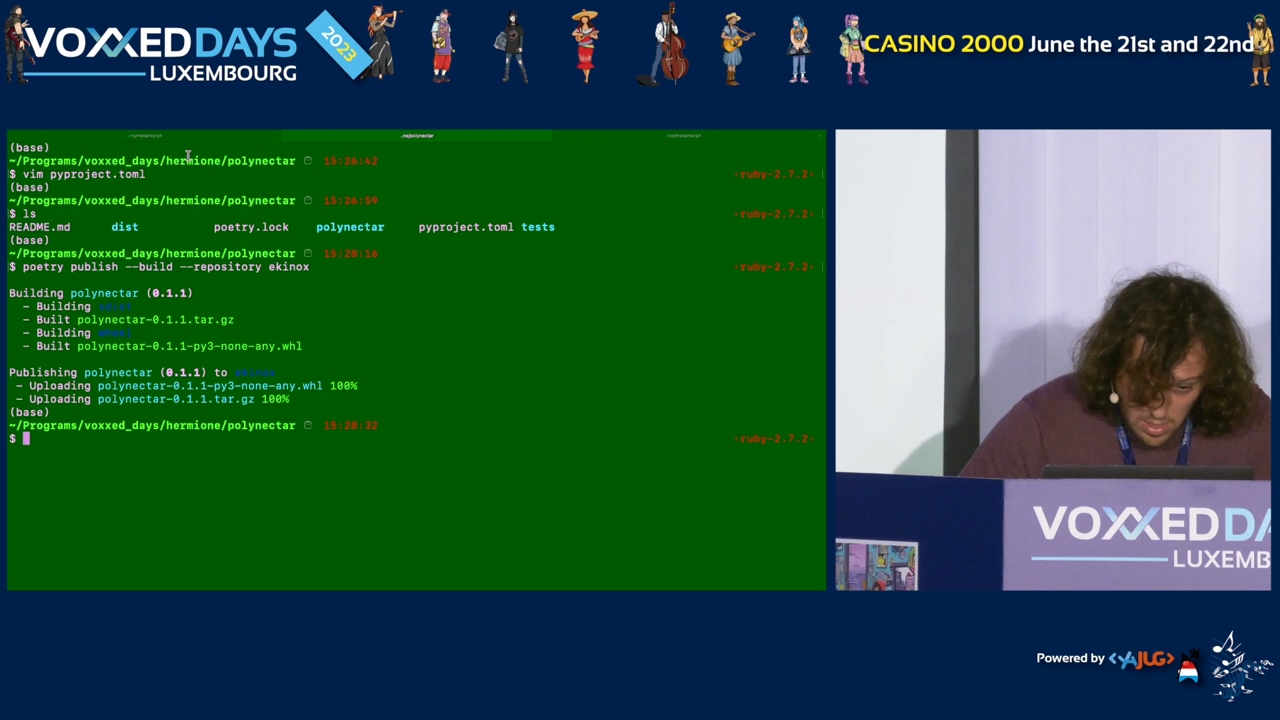 VOXXED DAYS
LUXEMBOURG
2023
CASINO 2000 June the 21st and 22nd
../polynectar
(base)
~/Programs/voxxed_days/hermione/polynectar 15:26:42
$ vim pyproject.toml ‹ruby-2.7.2›
(base)
~/Programs/voxxed_days/hermione/polynectar 15:26:59
$ ls ‹ruby-2.7.2›
README.md dist poetry.lock polynectar pyproject.toml tests
(base)
~/Programs/voxxed_days/hermione/polynectar 15:28:16
$ poetry publish --build --repository ekinox ‹ruby-2.7.2›
Building polynectar (0.1.1)
- Building sdist
- Built polynectar-0.1.1.tar.gz
- Building wheel
- Built polynectar-0.1.1-py3-none-any.whl
Publishing polynectar (0.1.1) to ekinox
- Uploading polynectar-0.1.1-py3-none-any.whl 100%
- Uploading polynectar-0.1.1.tar.gz 100%
(base)
~/Programs/voxxed_days/hermione/polynectar 15:28:32
$ ‹ruby-2.7.2›
VOXXED DA
LUXEMB
Powered by <YAJUG>